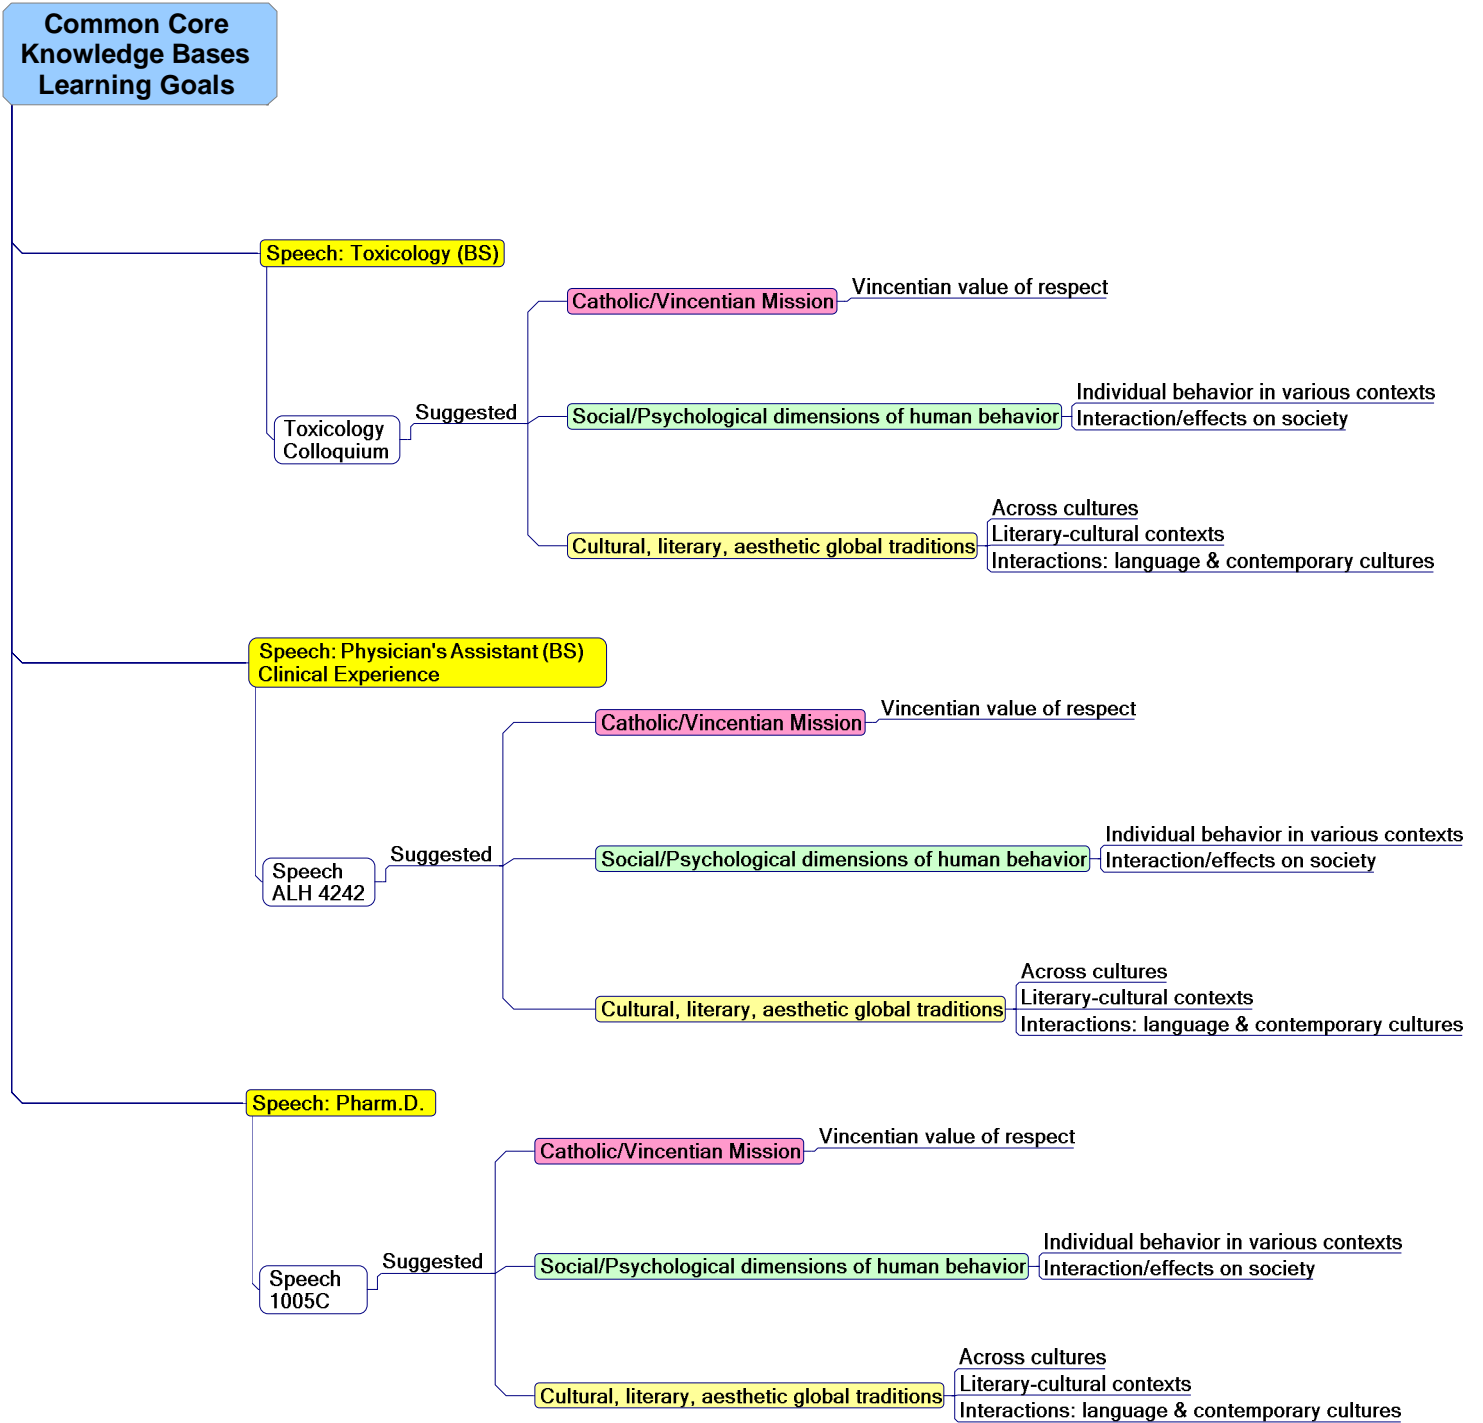 Common Core
Knowledge Bases
Learning Goals
Speech: Toxicology (BS)
Toxicology
Colloquium
Suggested
Catholic/Vincentian Mission
Vincentian value of respect
Social/Psychological dimensions of human behavior
Individual behavior in various contexts
Interaction/effects on society
Cultural, literary, aesthetic global traditions
Across cultures
Literary-cultural contexts
Interactions: language & contemporary cultures
Speech: Physician's Assistant (BS)
Clinical Experience
Speech
ALH 4242
Suggested
Catholic/Vincentian Mission
Vincentian value of respect
Social/Psychological dimensions of human behavior
Individual behavior in various contexts
Interaction/effects on society
Cultural, literary, aesthetic global traditions
Across cultures
Literary-cultural contexts
Interactions: language & contemporary cultures
Speech: Pharm.D.
Speech
1005C
Suggested
Catholic/Vincentian Mission
Vincentian value of respect
Social/Psychological dimensions of human behavior
Individual behavior in various contexts
Interaction/effects on society
Cultural, literary, aesthetic global traditions
Across cultures
Literary-cultural contexts
Interactions: language & contemporary cultures